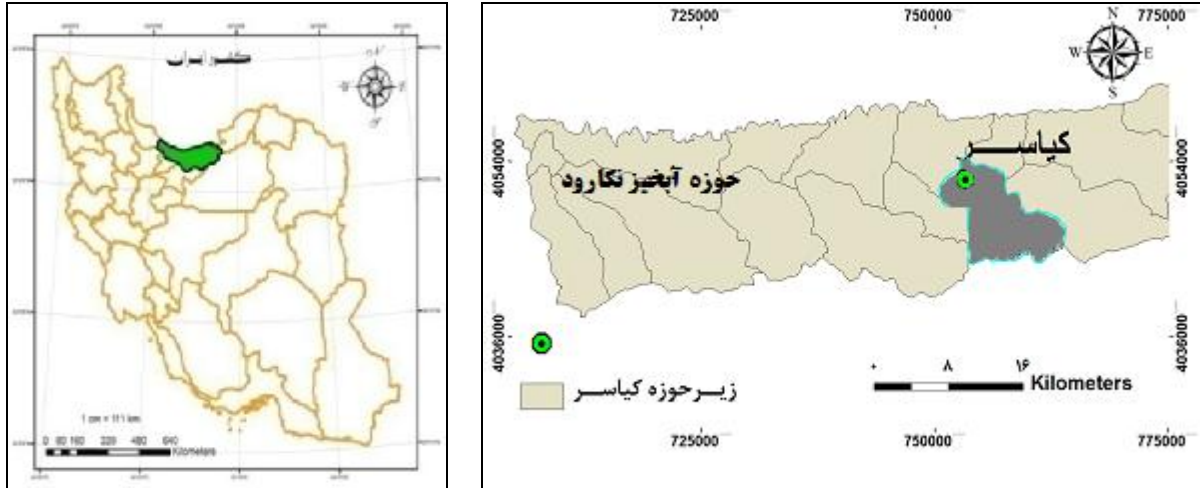 کشور ایران
N
1 cm = 111 km
0 80 160 320 480 640
Kilometers
725000 750000 775000
N
W E
S
4054000
4054000
کیاسر
حوزه آبخیز نکارود
4036000
4036000
۰ ۸ ۱۶
Kilometers
زیرحوزه کیاسر
725000 750000 775000